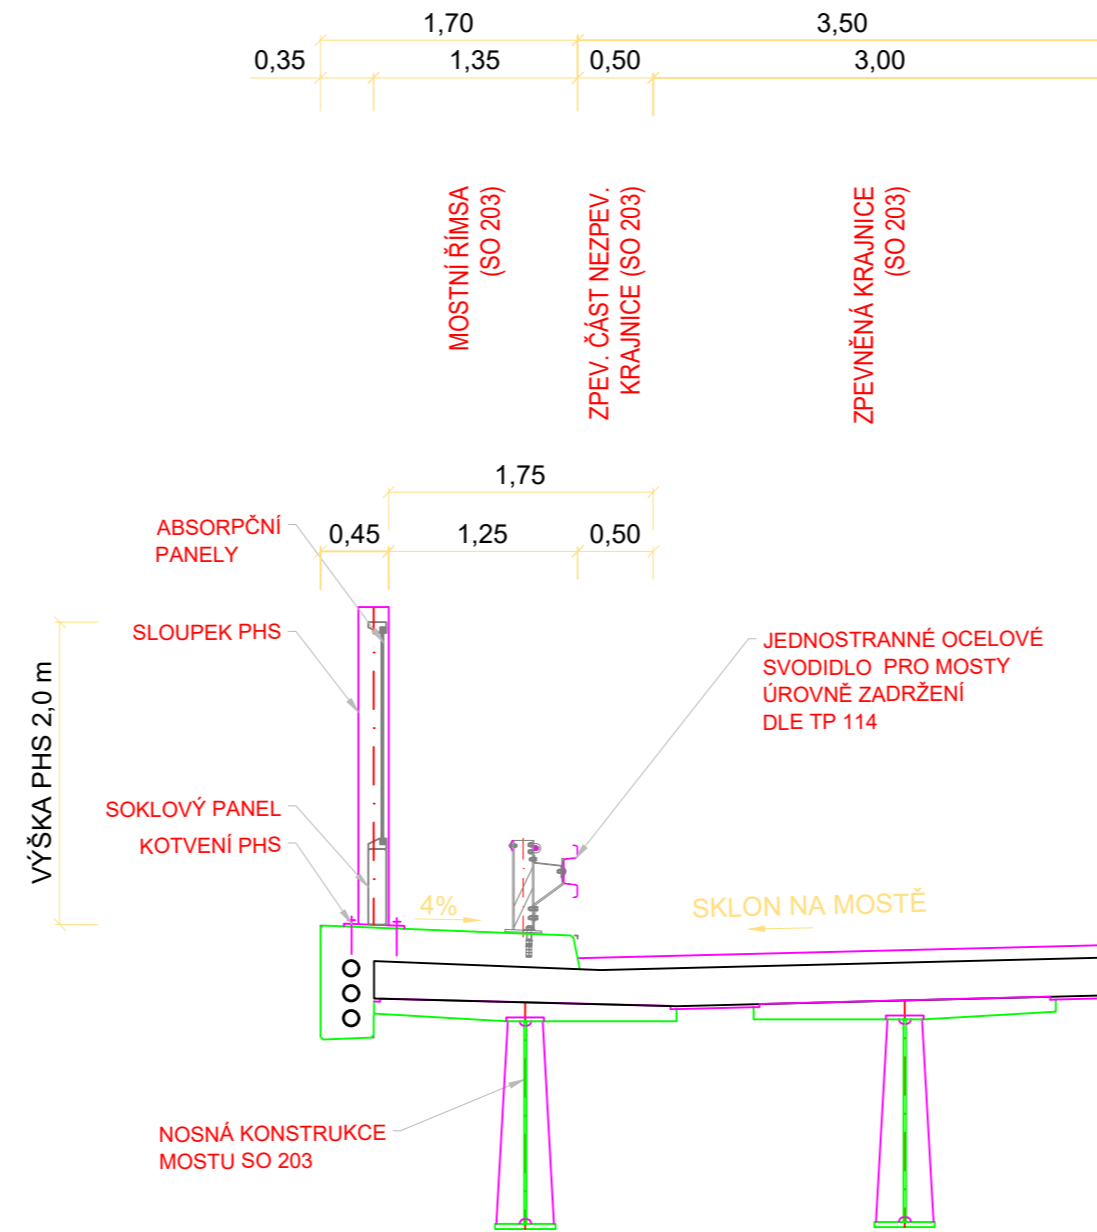 1,70
3,50
0,35
1,35
0,50
3,00
MOSTNÍ ŘÍMSA
(SO 203)
ZPEV. ČÁST NEZPEV.
KRAJNICE (SO 203)
ZPEVNĚNÁ KRAJNICE
(SO 203)
1,75
0,45
1,25
0,50
ABSORPČNÍ
PANELY
SLOUPEK PHS
JEDNOSTRANNÉ OCELOVÉ
SVODIDLO PRO MOSTY
ÚROVNĚ ZADRŽENÍ
DLE TP 114
VÝŠKA PHS 2,0 m
SOKLOVÝ PANEL
KOTVENÍ PHS
4%
SKLON NA MOSTĚ
NOSNÁ KONSTRUKCE
MOSTU SO 203